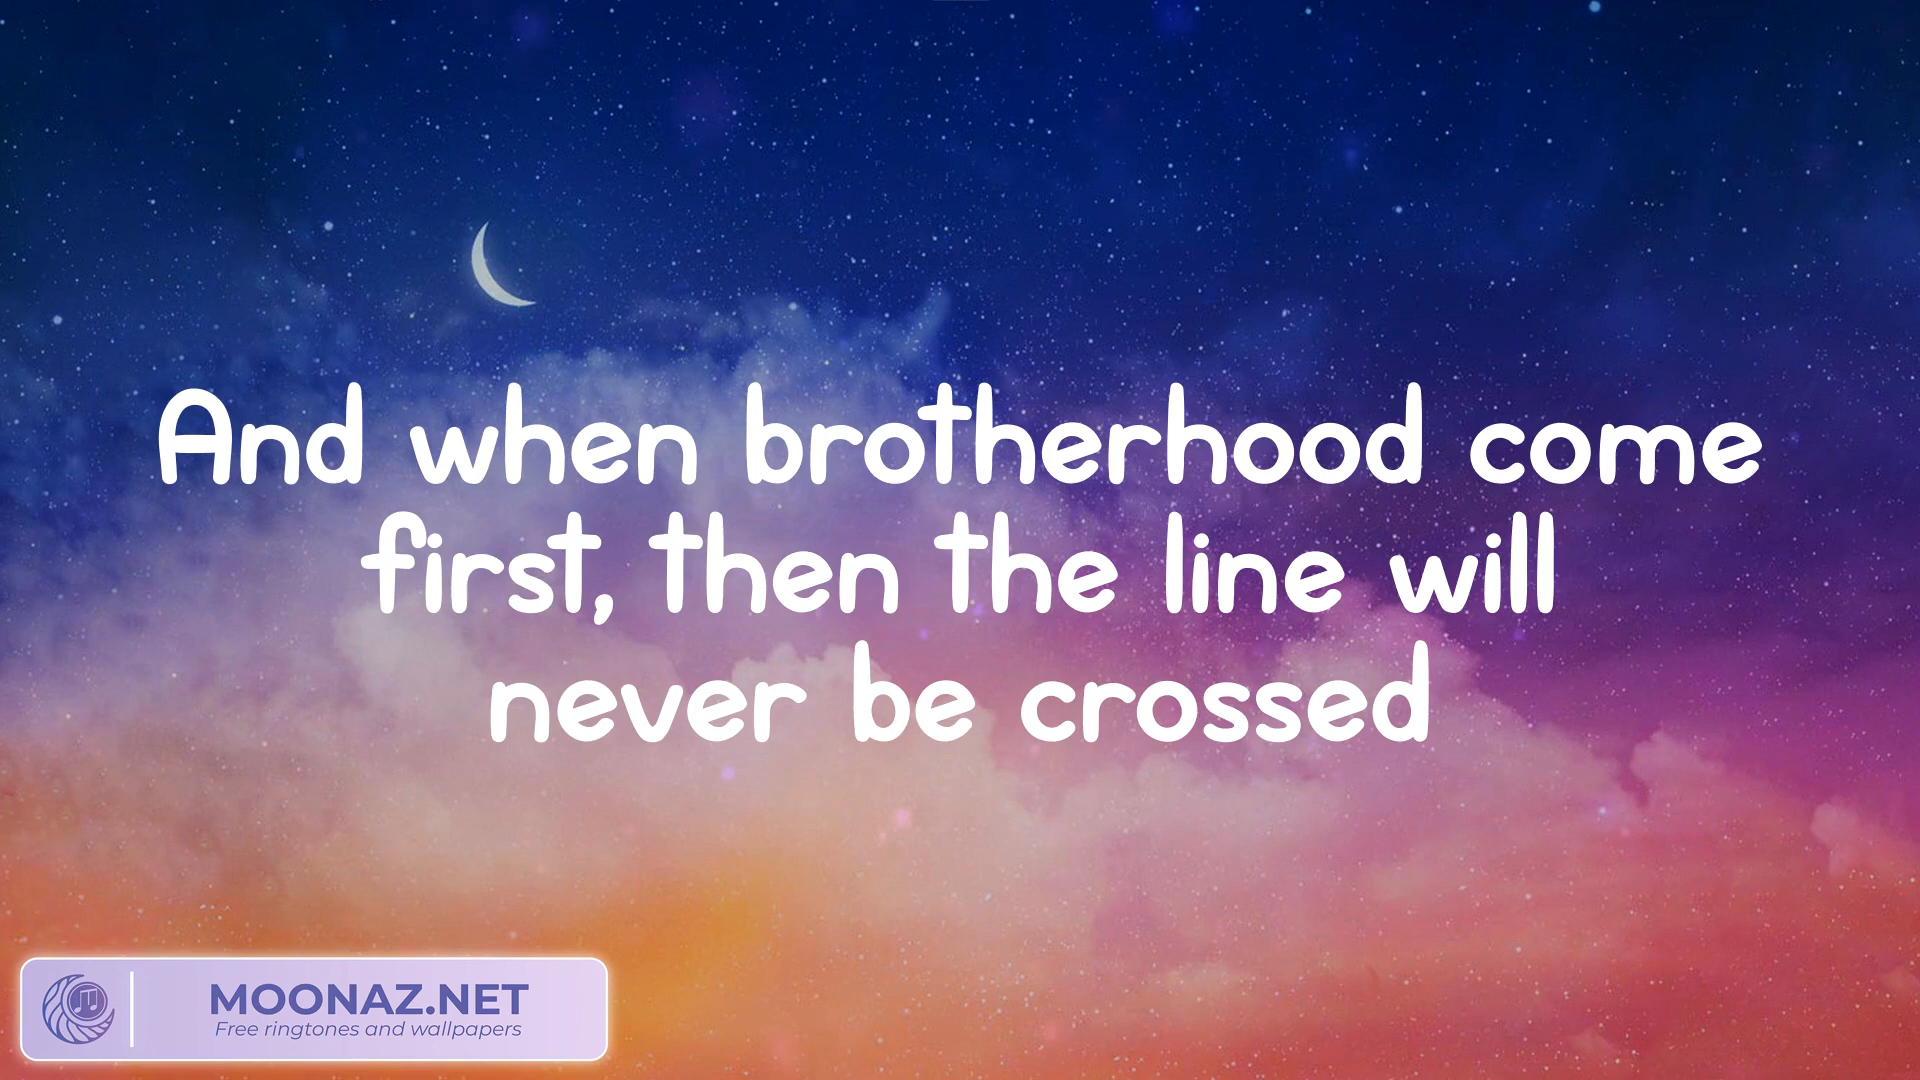 And when brotherhood come
first, then the line will
never be crossed
MOONAZ.NET
Free ringtones and wallpapers